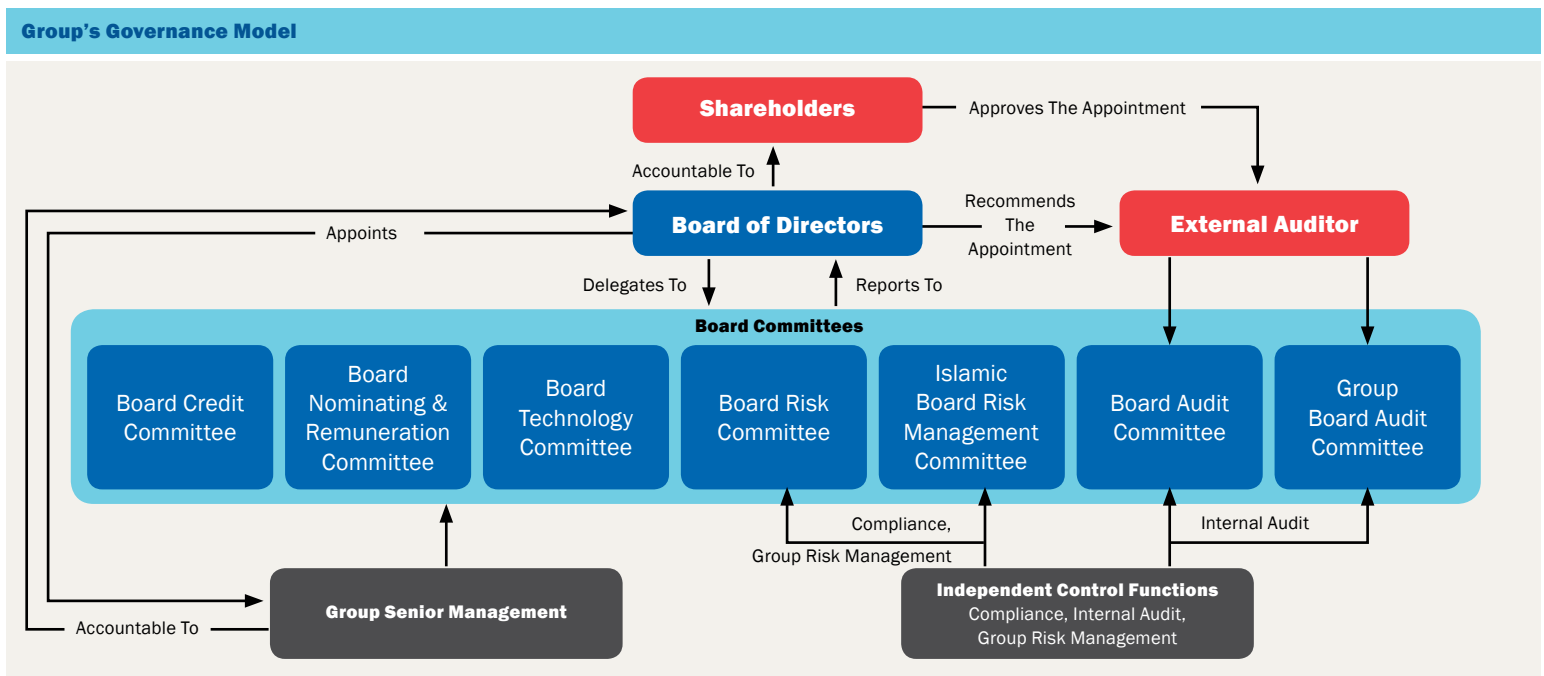 Group's Governance Model
Shareholders
Approves The Appointment
Accountable To
Board of Directors
Recommends
The
Appointment
External Auditor
Appoints
Delegates To
Reports To
Board Committees
Board Credit
Committee
Board
Nominating &
Remuneration
Committee
Board
Technology
Committee
Board Risk
Committee
Islamic
Board Risk
Management
Committee
Board Audit
Committee
Group
Board Audit
Committee
Compliance,
Group Risk Management
Internal Audit
Group Senior Management
Accountable To
Independent Control Functions
Compliance, Internal Audit,
Group Risk Management